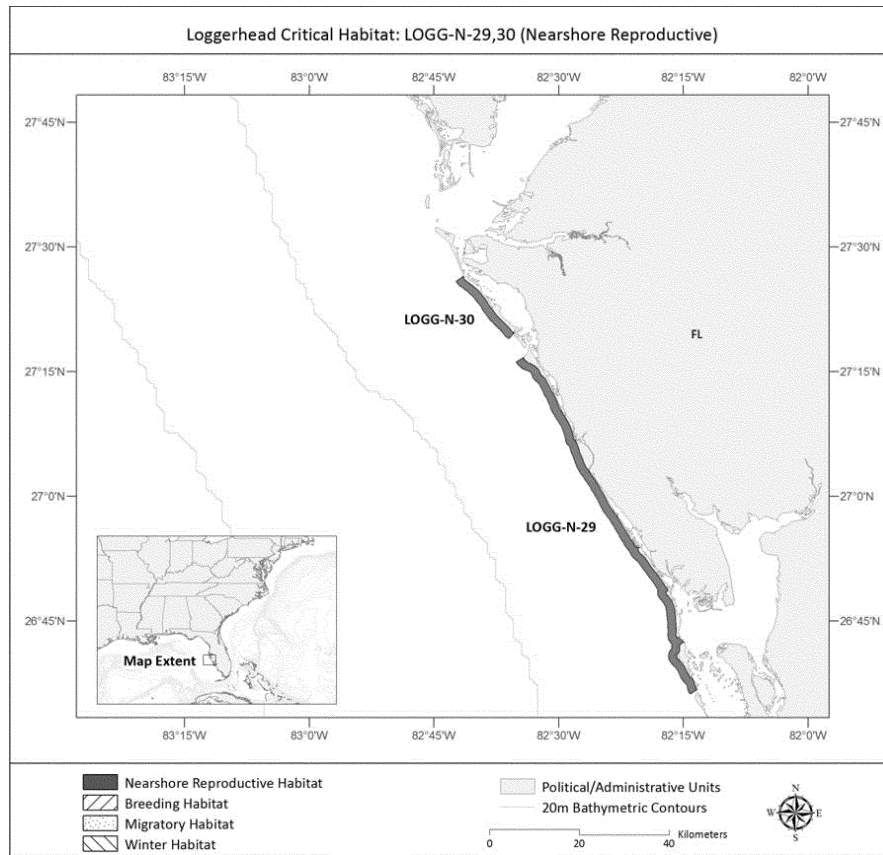 Loggerhead Critical Habitat: LOGG-N-29,30 (Nearshore Reproductive)
83°15'W 83°0'W 82°45'W 82°30'W 82°15'W 82°0'W
27°45'N 27°45'N
27°30'N 27°30'N
LOGG-N-30
FL
27°15'N 27°15'N
27°0'N 27°0'N
LOGG-N-29
26°45'N 26°45'N
Map Extent
83°15'W 83°0'W 82°45'W 82°30'W 82°15'W 82°0'W
Nearshore Reproductive Habitat
Breeding Habitat
Migratory Habitat
Winter Habitat
Political/Administrative Units
20m Bathymetric Contours
Kilometers
0 20 40
N
W E
S